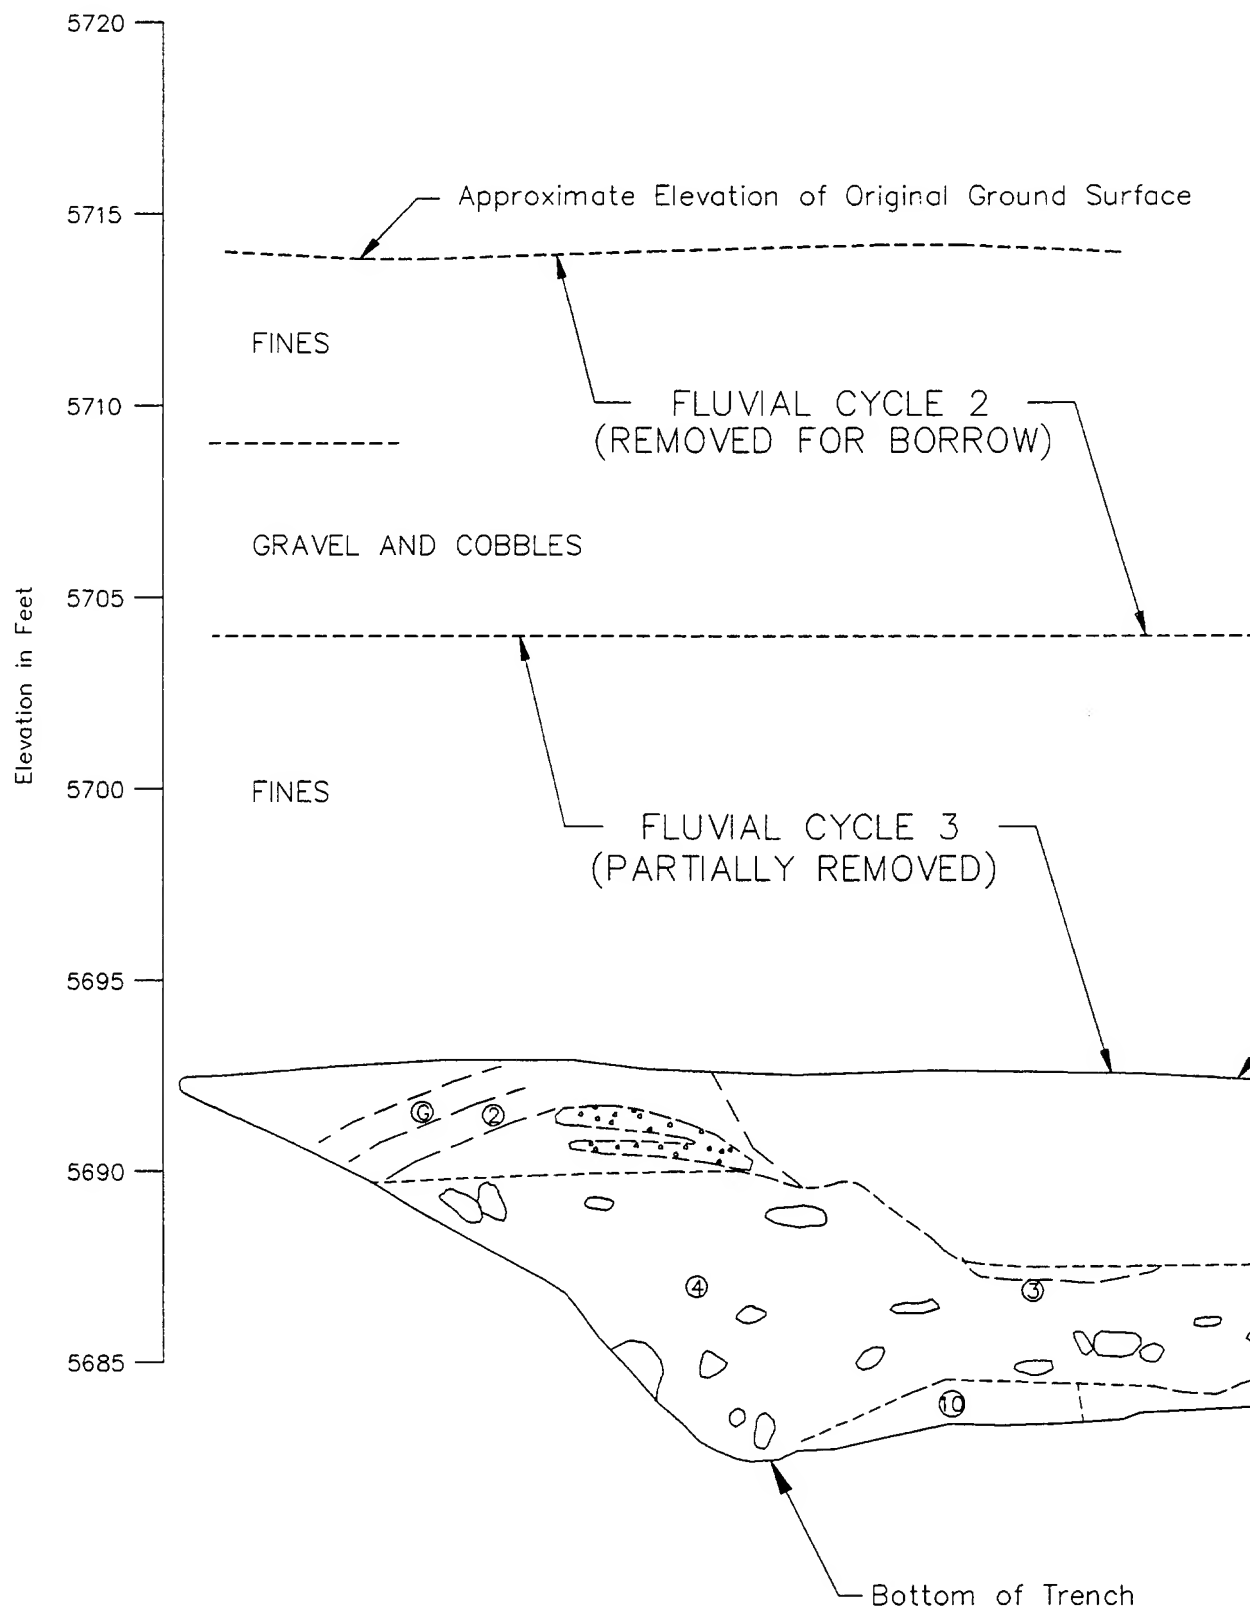 5720
Approximate Elevation of Original Ground Surface
5715
FINES
5710
FLUVIAL CYCLE 2
(REMOVED FOR BORROW)
GRAVEL AND COBBLES
5705
Elevation in Feet
5700
FINES
FLUVIAL CYCLE 3
(PARTIALLY REMOVED)
5695
G
2
5690
4
3
5685
10
Bottom of Trench